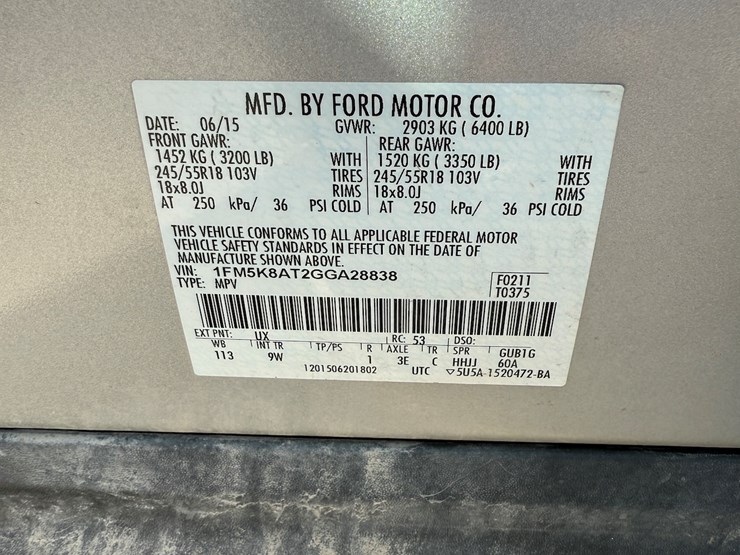 MFD. BY FORD MOTOR CO.
DATE: 06/15 GVWR: 2903 KG ( 6400 LB)
FRONT GAWR: REAR GAWR:
1452 KG ( 3200 LB) WITH 1520 KG ( 3350 LB) WITH
245/55R18 103V TIRES 245/55R18 103V TIRES
18x8.0J RIMS 18x8.0J RIMS
AT 250 kPa/ 36 PSI COLD AT 250 kPa/ 36 PSI COLD
THIS VEHICLE CONFORMS TO ALL APPLICABLE FEDERAL MOTOR
VEHICLE SAFETY STANDARDS IN EFFECT ON THE DATE OF
MANUFACTURE SHOWN ABOVE.
VIN: 1FM5K8AT2GGA28838 F0211
TYPE: MPV T0375
EXT PNT: UX RC: 53 DSO:
WB INT TR TP/PS R AXLE TR SPR GUB1G
113 9W 1 3E C HHJJ 60A
1201506201802 UTC ▽5U5A-1520472-BA